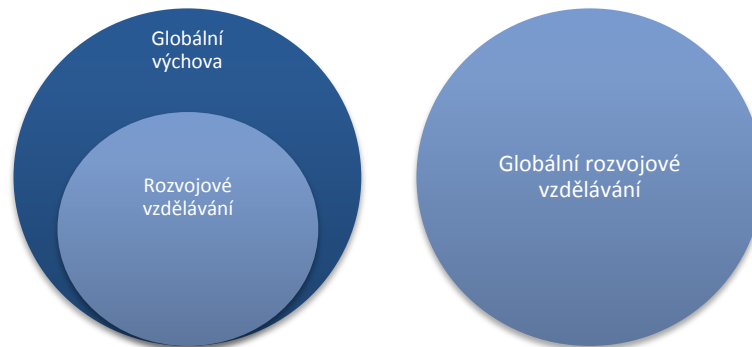 Globální
výchova
Rozvojové
vzdělávání
Globální rozvojové
vzdělávání